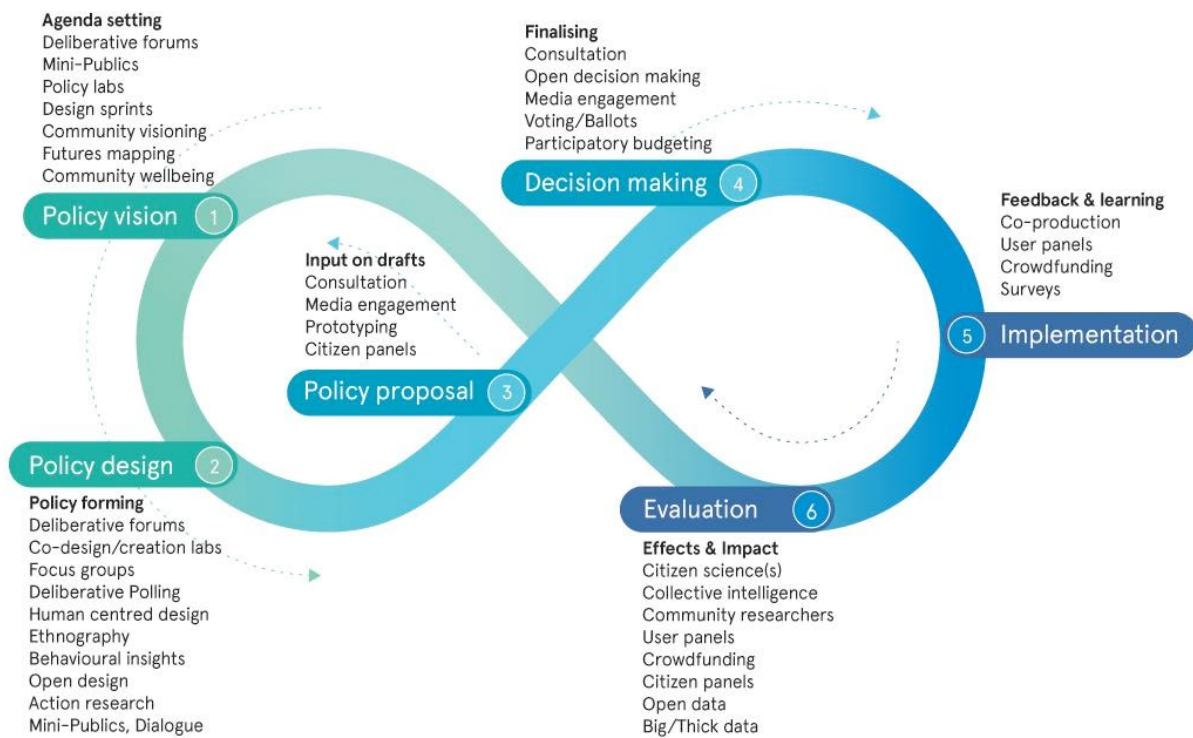 Agenda setting
Deliberative forums
Mini-Publics
Policy labs
Design sprints
Community visioning
Futures mapping
Community wellbeing
Policy vision 1
Policy design 2
Policy forming
Deliberative forums
Co-design/creation labs
Focus groups
Deliberative Polling
Human centred design
Ethnography
Behavioural insights
Open design
Action research
Mini-Publics, Dialogue
Input on drafts
Consultation
Media engagement
Prototyping
Citizen panels
Policy proposal 3
Finalising
Consultation
Open decision making
Media engagement
Voting/Ballots
Participatory budgeting
Decision making 4
Feedback & learning
Co-production
User panels
Crowdfunding
Surveys
5 Implementation
Evaluation 6
Effects & Impact
Citizen science(s)
Collective intelligence
Community researchers
User panels
Crowdfunding
Citizen panels
Open data
Big/Thick data